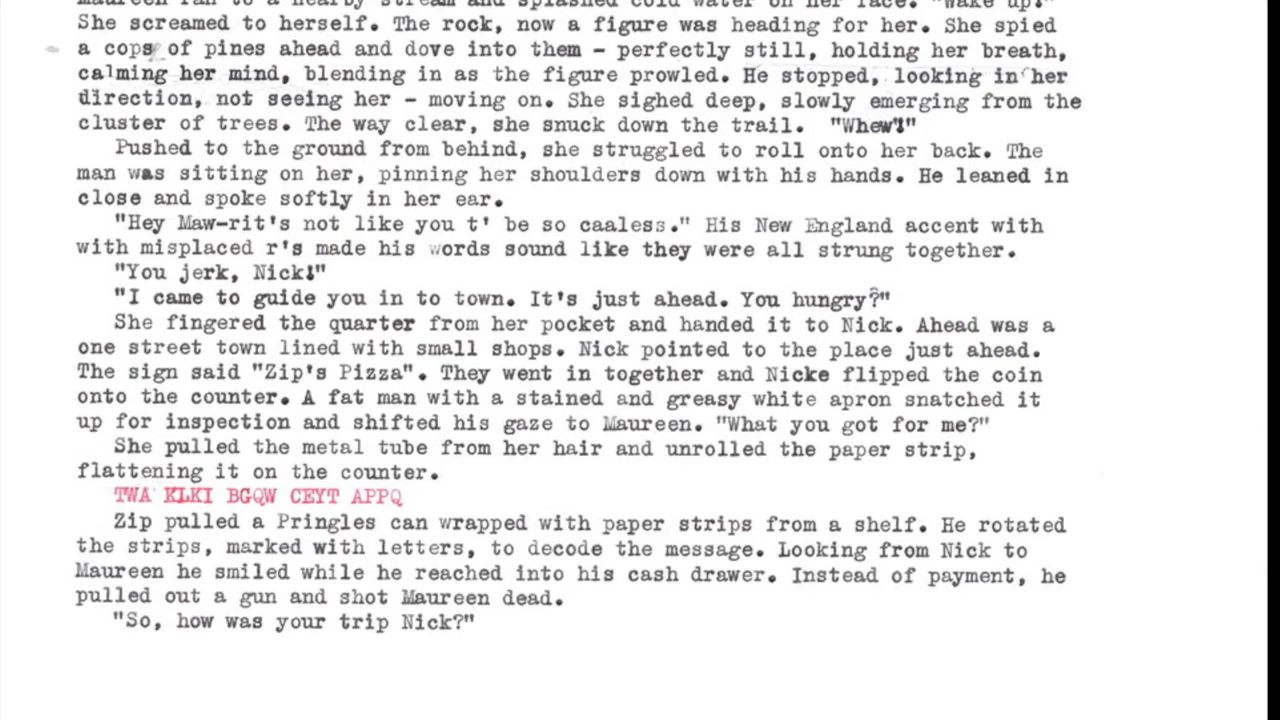 Maureen ran to a nearby stream and splashed cold water on her face. "Wake up!"
She screamed to herself. The rock, now a figure was heading for her. She spied
a cops of pines ahead and dove into them - perfectly still, holding her breath,
calming her mind, blending in as the figure prowled. He stopped, looking in her
direction, not seeing her - moving on. She sighed deep, slowly emerging from the
cluster of trees. The way clear, she snuck down the trail. "Whew!"
Pushed to the ground from behind, she struggled to roll onto her back. The
man was sitting on her, pinning her shoulders down with his hands. He leaned in
close and spoke softly in her ear.
"Hey Maw-rit's not like you t' be so caaless." His New England accent with
with misplaced r's made his words sound like they were all strung together.
"You jerk, Nick!"
"I came to guide you in to town. It's just ahead. You hungry?"
She fingered the quarter from her pocket and handed it to Nick. Ahead was a
one street town lined with small shops. Nick pointed to the place just ahead.
The sign said "Zip's Pizza". They went in together and Nicke flipped the coin
onto the counter. A fat man with a stained and greasy white apron snatched it
up for inspection and shifted his gaze to Maureen. "What you got for me?"
She pulled the metal tube from her hair and unrolled the paper strip,
flattening it on the counter.
TWA KLKI BGQW CEYT APPQ
Zip pulled a Pringles can wrapped with paper strips from a shelf. He rotated
the strips, marked with letters, to decode the message. Looking from Nick to
Maureen he smiled while he reached into his cash drawer. Instead of payment, he
pulled out a gun and shot Maureen dead.
"So, how was your trip Nick?"